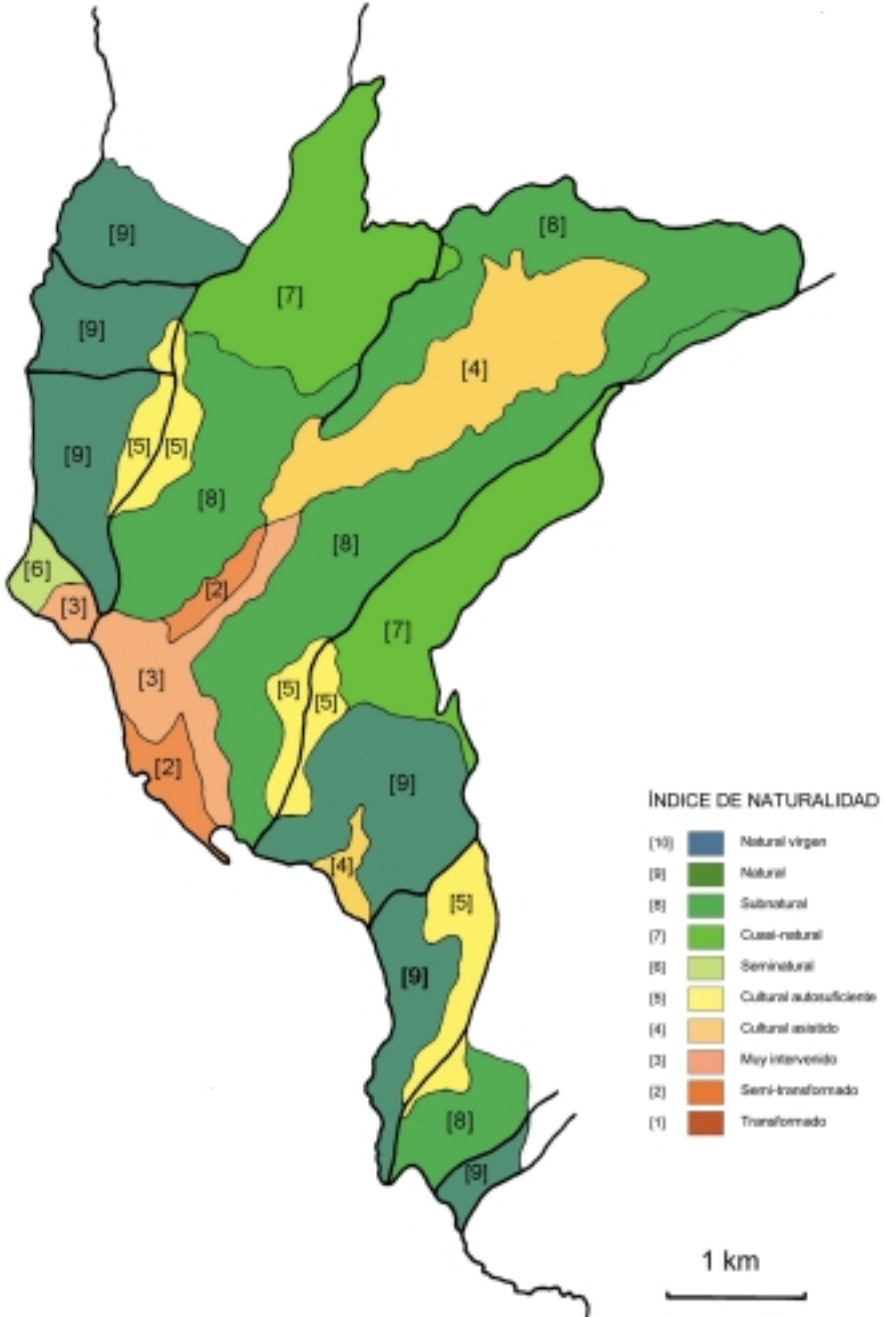 [8]
[9]
[7]
[9]
[4]
[5] [5]
[9]
[8]
[8]
[6]
[2]
[3]
[7]
[3]
[5]
[5]
[2]
[9]
[4]
[5]
[9]
[8]
[9]
ÍNDICE DE NATURALIDAD
[10] Natural virgen
[9] Natural
[8] Subnatural
[7] Cuasi-natural
[6] Seminatural
[5] Cultural autosuficiente
[4] Cultural asistido
[3] Muy intervenido
[2] Semi-transformado
[1] Transformado
1 km